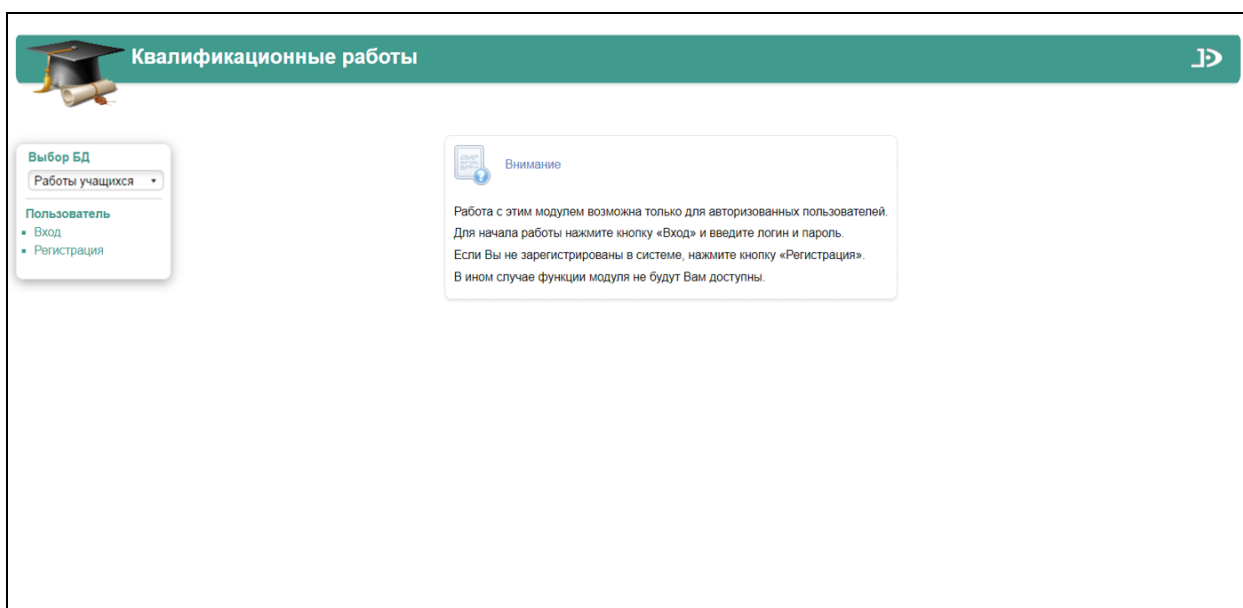 Квалификационные работы
Выбор БД
Работы учащихся
Пользователь
Вход
Регистрация
Внимание
Работа с этим модулем возможна только для авторизованных пользователей.
Для начала работы нажмите кнопку «Вход» и введите логин и пароль.
Если Вы не зарегистрированы в системе, нажмите кнопку «Регистрация».
В ином случае функции модуля не будут Вам доступны.